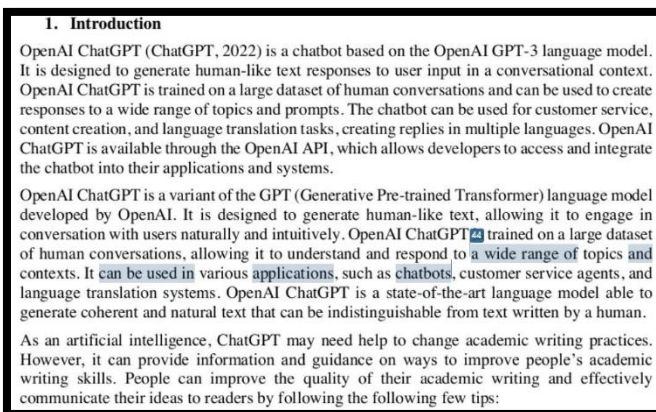 1. Introduction
OpenAI ChatGPT (ChatGPT, 2022) is a chatbot based on the OpenAI GPT-3 language model.
It is designed to generate human-like text responses to user input in a conversational context.
OpenAI ChatGPT is trained on a large dataset of human conversations and can be used to create
responses to a wide range of topics and prompts. The chatbot can be used for customer service,
content creation, and language translation tasks, creating replies in multiple languages. OpenAI
ChatGPT is available through the OpenAI API, which allows developers to access and integrate
the chatbot into their applications and systems.
OpenAI ChatGPT is a variant of the GPT (Generative Pre-trained Transformer) language model
developed by OpenAI. It is designed to generate human-like text, allowing it to engage in
conversation with users naturally and intuitively. OpenAI ChatGPT 44 trained on a large dataset
of human conversations, allowing it to understand and respond to a wide range of topics and
contexts. It can be used in various applications, such as chatbots, customer service agents, and
language translation systems. OpenAI ChatGPT is a state-of-the-art language model able to
generate coherent and natural text that can be indistinguishable from text written by a human.
As an artificial intelligence, ChatGPT may need help to change academic writing practices.
However, it can provide information and guidance on ways to improve people's academic
writing skills. People can improve the quality of their academic writing and effectively
communicate their ideas to readers by following the following few tips: